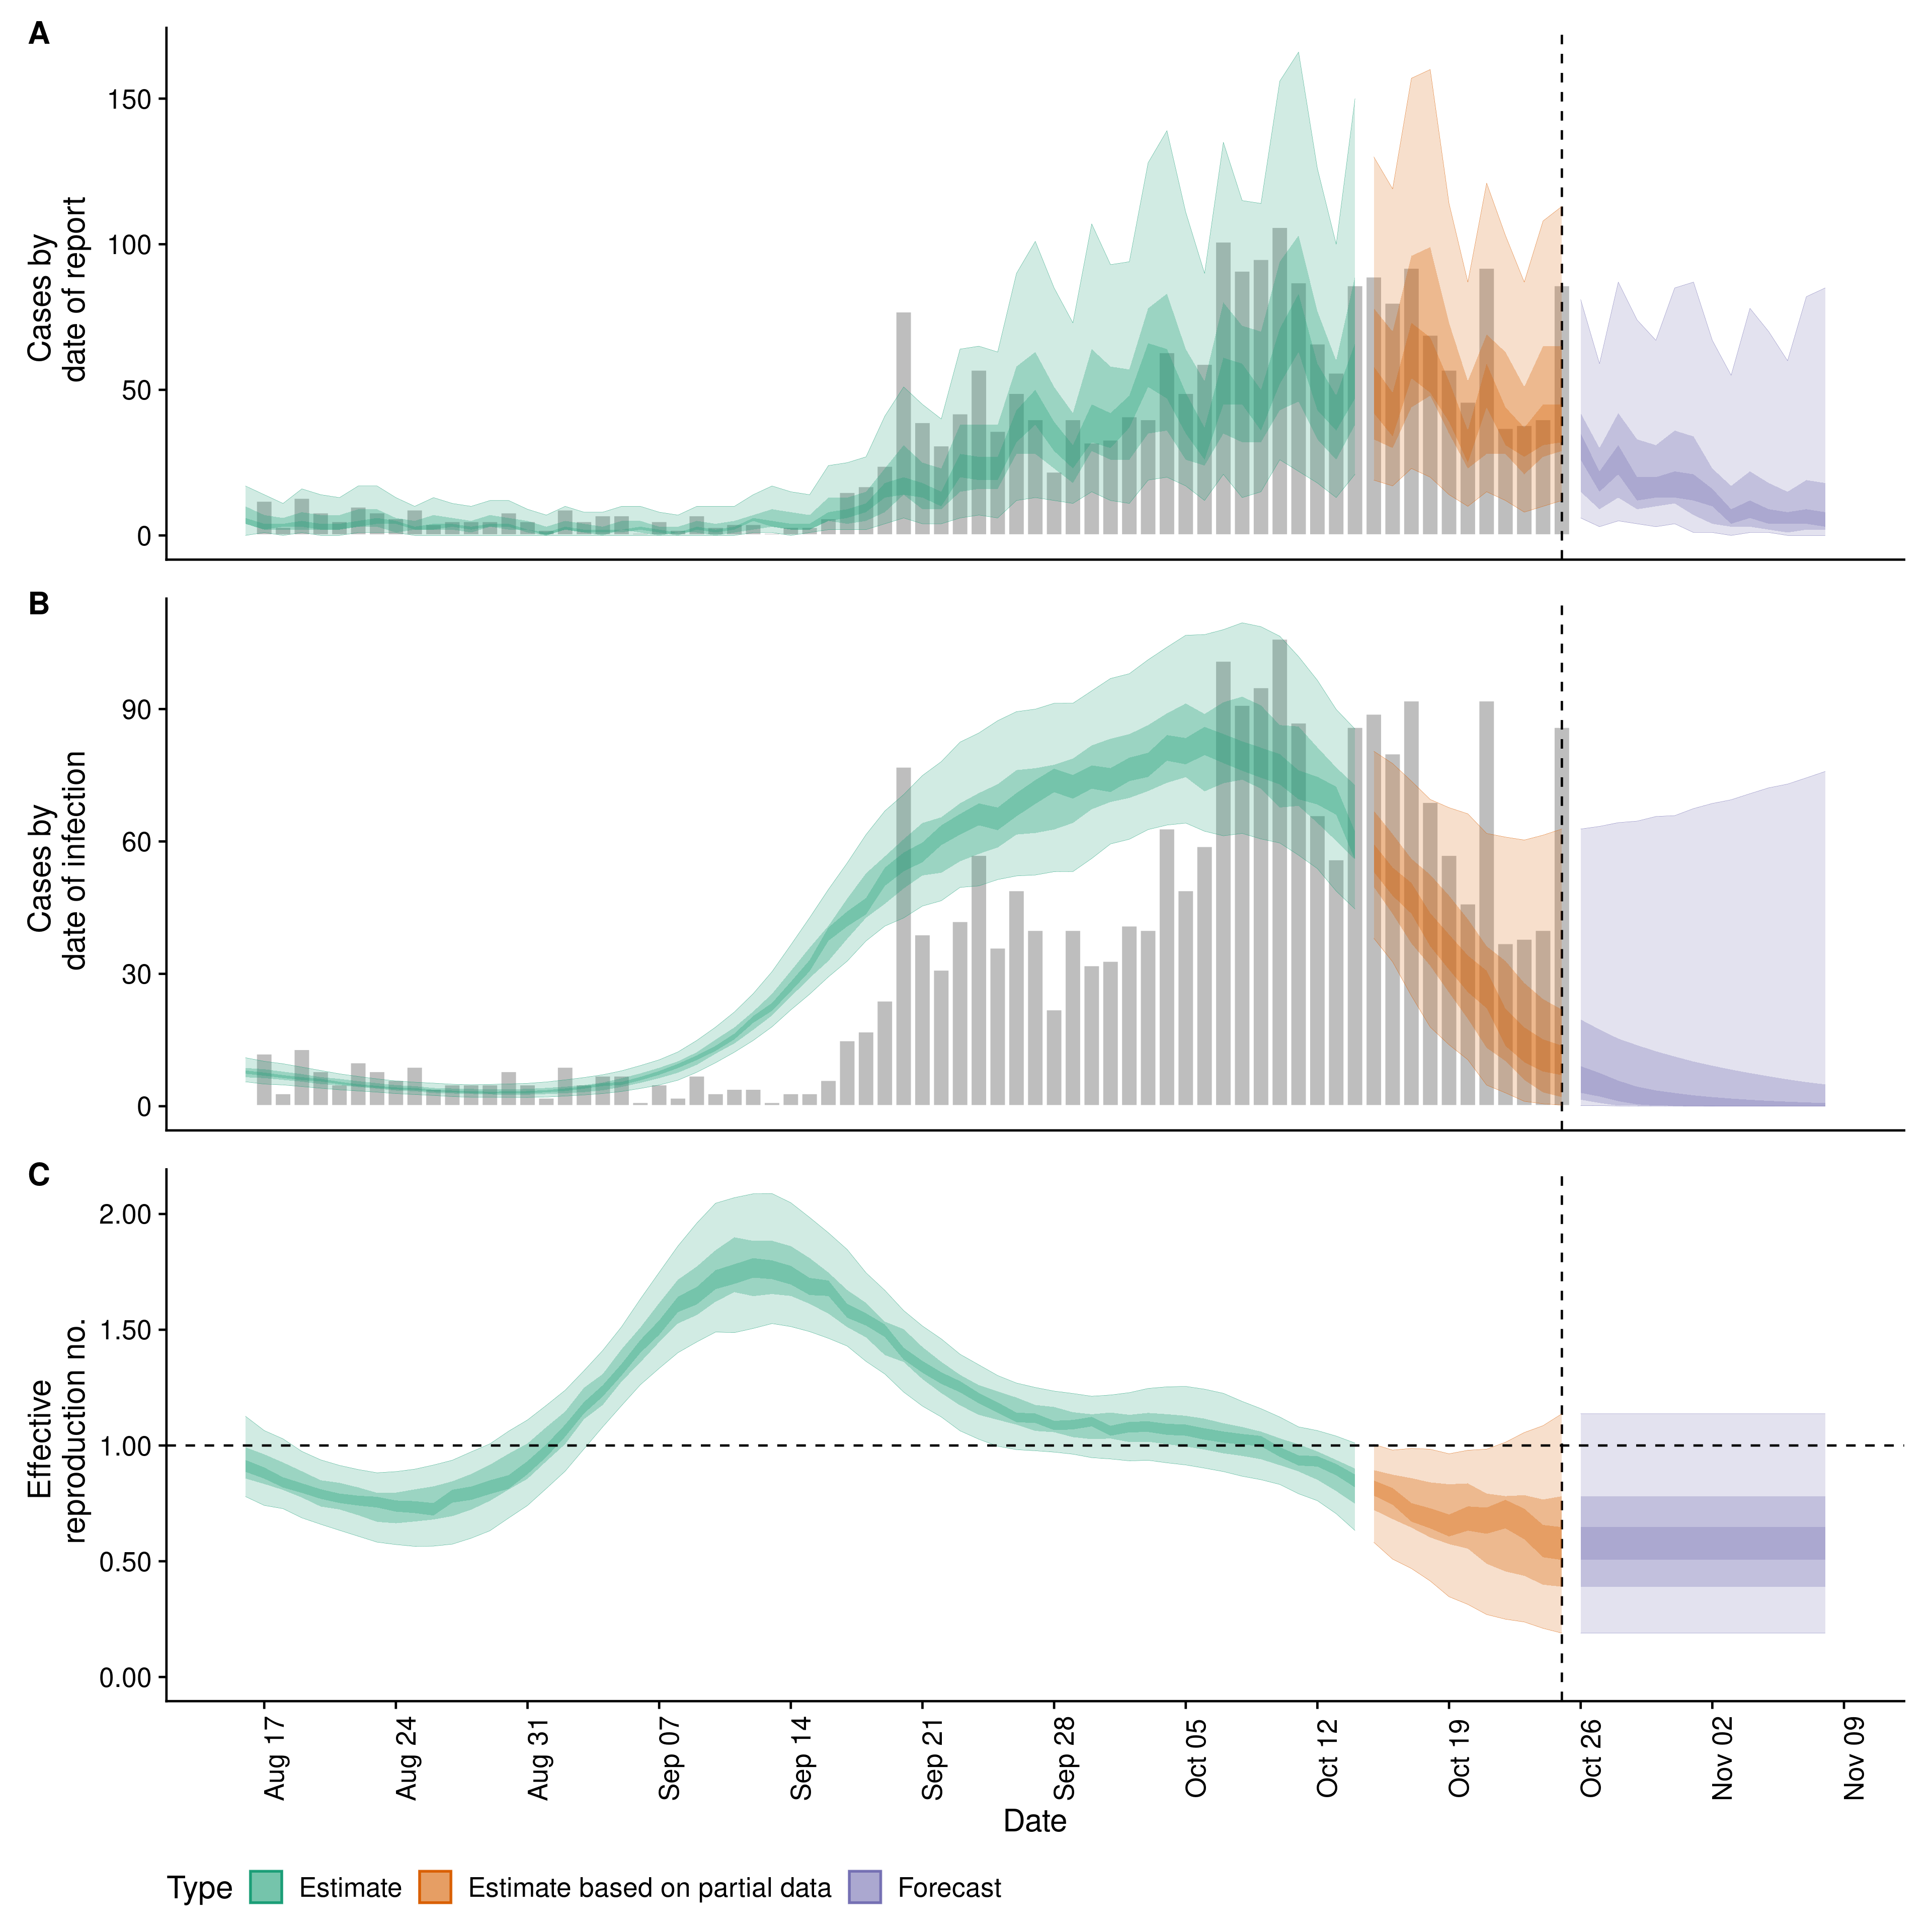 A
Cases by
date of report
150
100
50
0
B
Cases by
date of infection
90
60
30
0
C
Effective
reproduction no.
2.00
1.50
1.00
0.50
0.00
Aug 17
Aug 24
Aug 31
Sep 07
Sep 14
Sep 21
Sep 28
Oct 05
Oct 12
Oct 19
Oct 26
Nov 02
Nov 09
Date
Type Estimate Estimate based on partial data Forecast